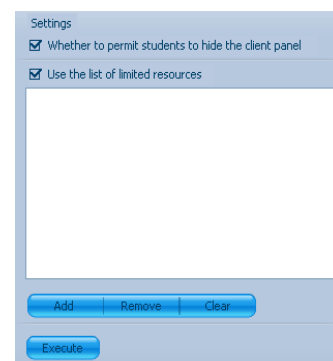 Settings
Whether to permit students to hide the client panel
Use the list of limited resources
Add Remove Clear
Execute